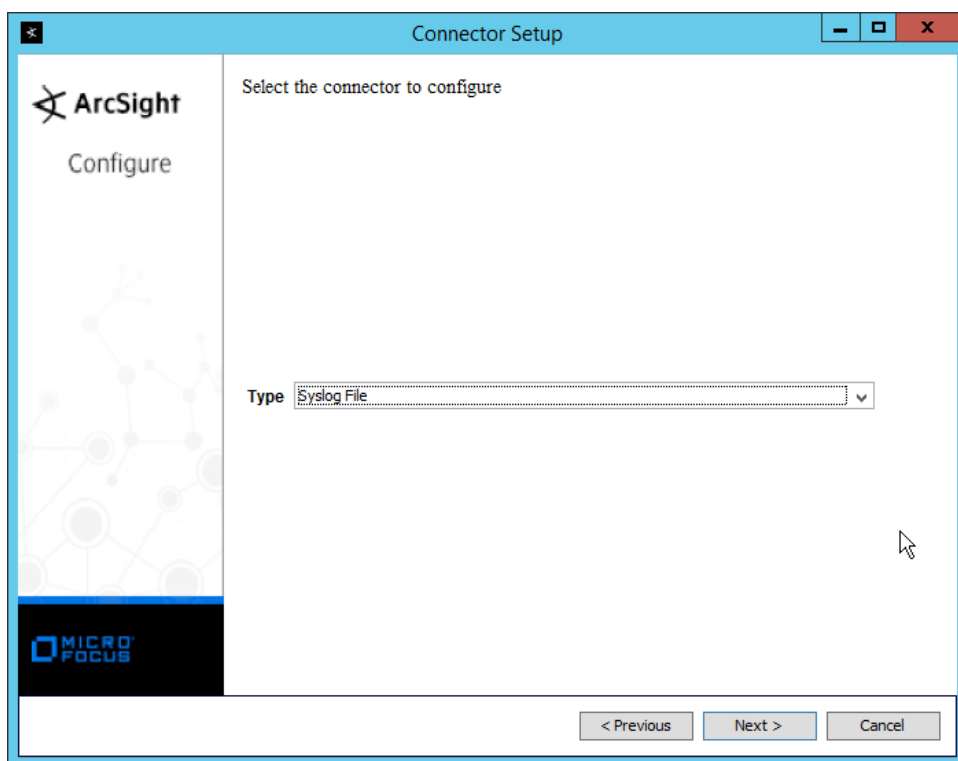 Connector Setup
ArcSight
Configure
Select the connector to configure
Type Syslog File
MICRO
FOCUS
< Previous Next > Cancel